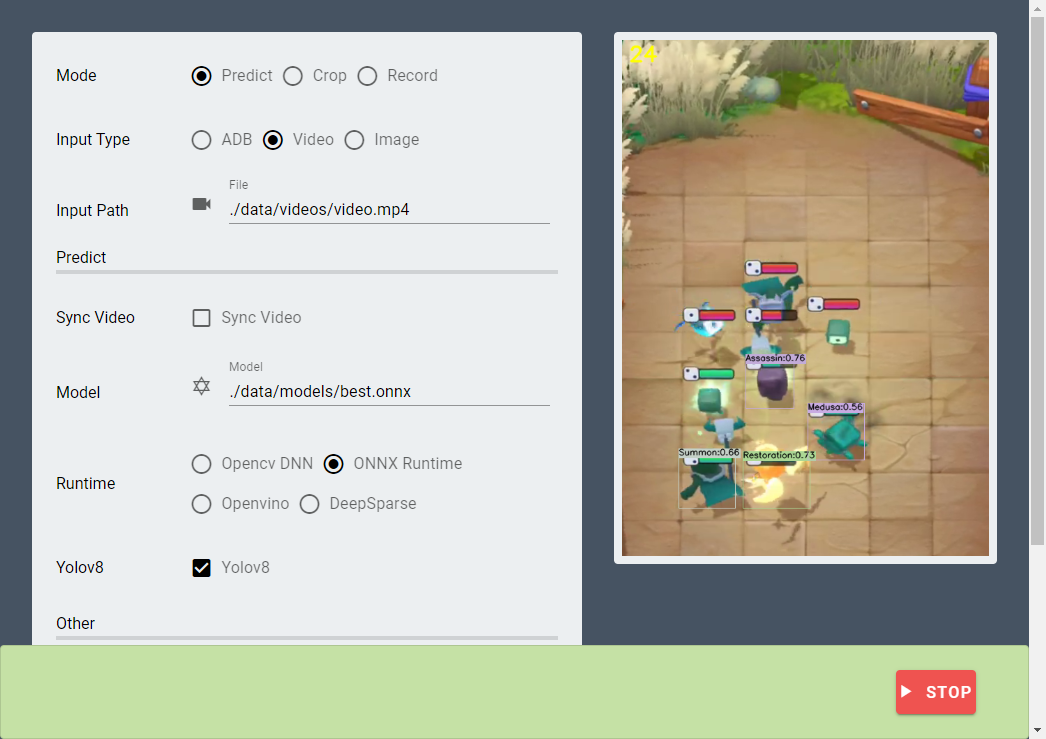 Mode
Predict Crop Record
Input Type
ADB Video Image
File
Input Path
./data/videos/video.mp4
Predict
Sync Video
Sync Video
Model
Model
./data/models/best.onnx
Runtime
Opencv DNN ONNX Runtime
Openvino DeepSparse
Yolov8
Yolov8
Other
24
Assassin:0.76
Medusa:0.56
Summon:0.66
Restoration:0.73
STOP